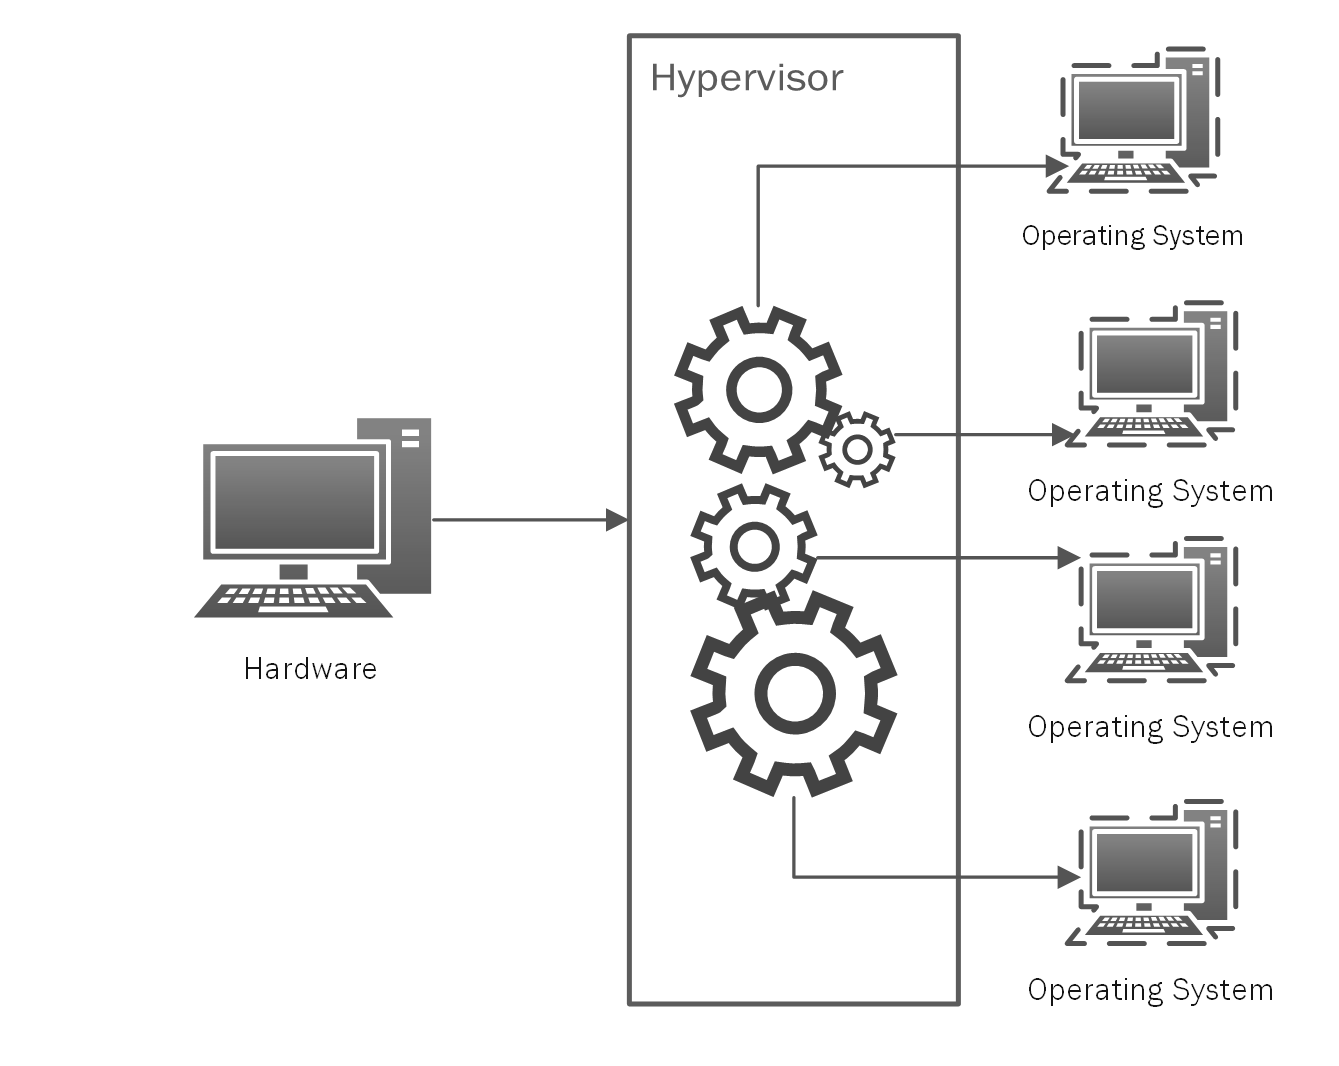 Hypervisor
Operating System
Operating System
Hardware
Operating System
Operating System